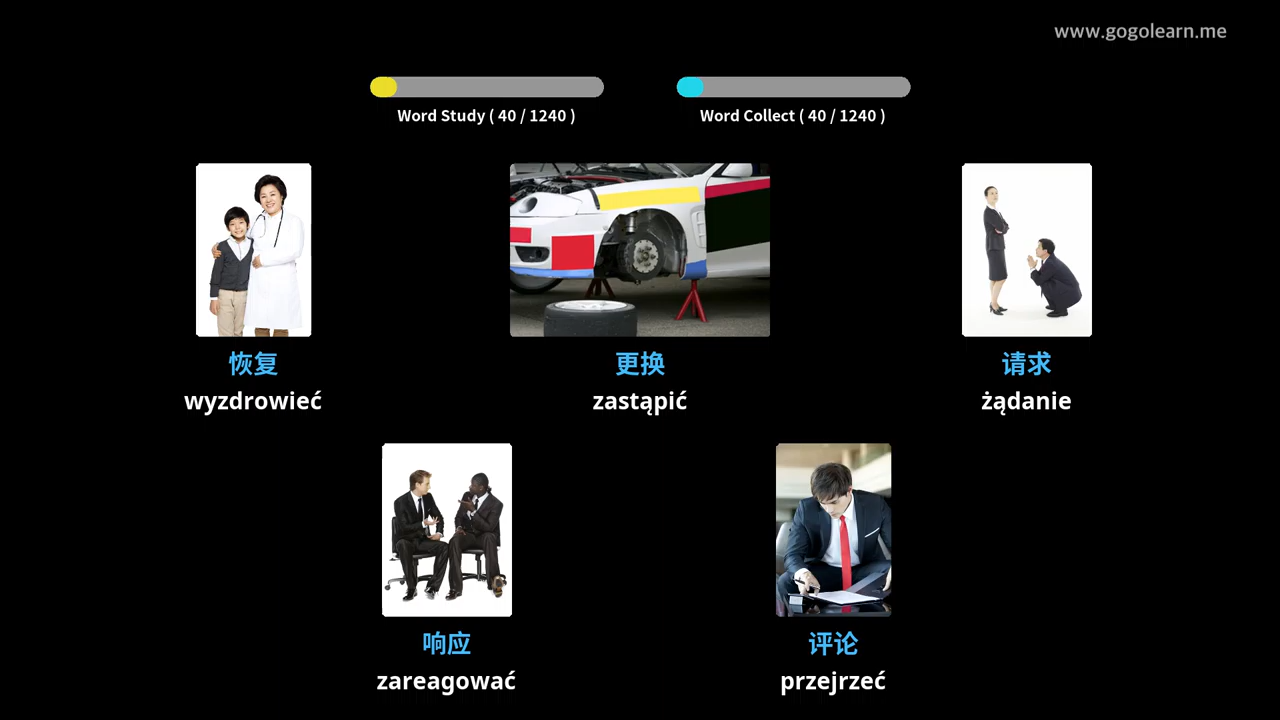 www.gogolearn.me
Word Study ( 40 / 1240 )
Word Collect ( 40 / 1240 )
恢复
wyzdrowieć
更换
zastąpić
请求
żądanie
响应
zareagować
评论
przejrzeć